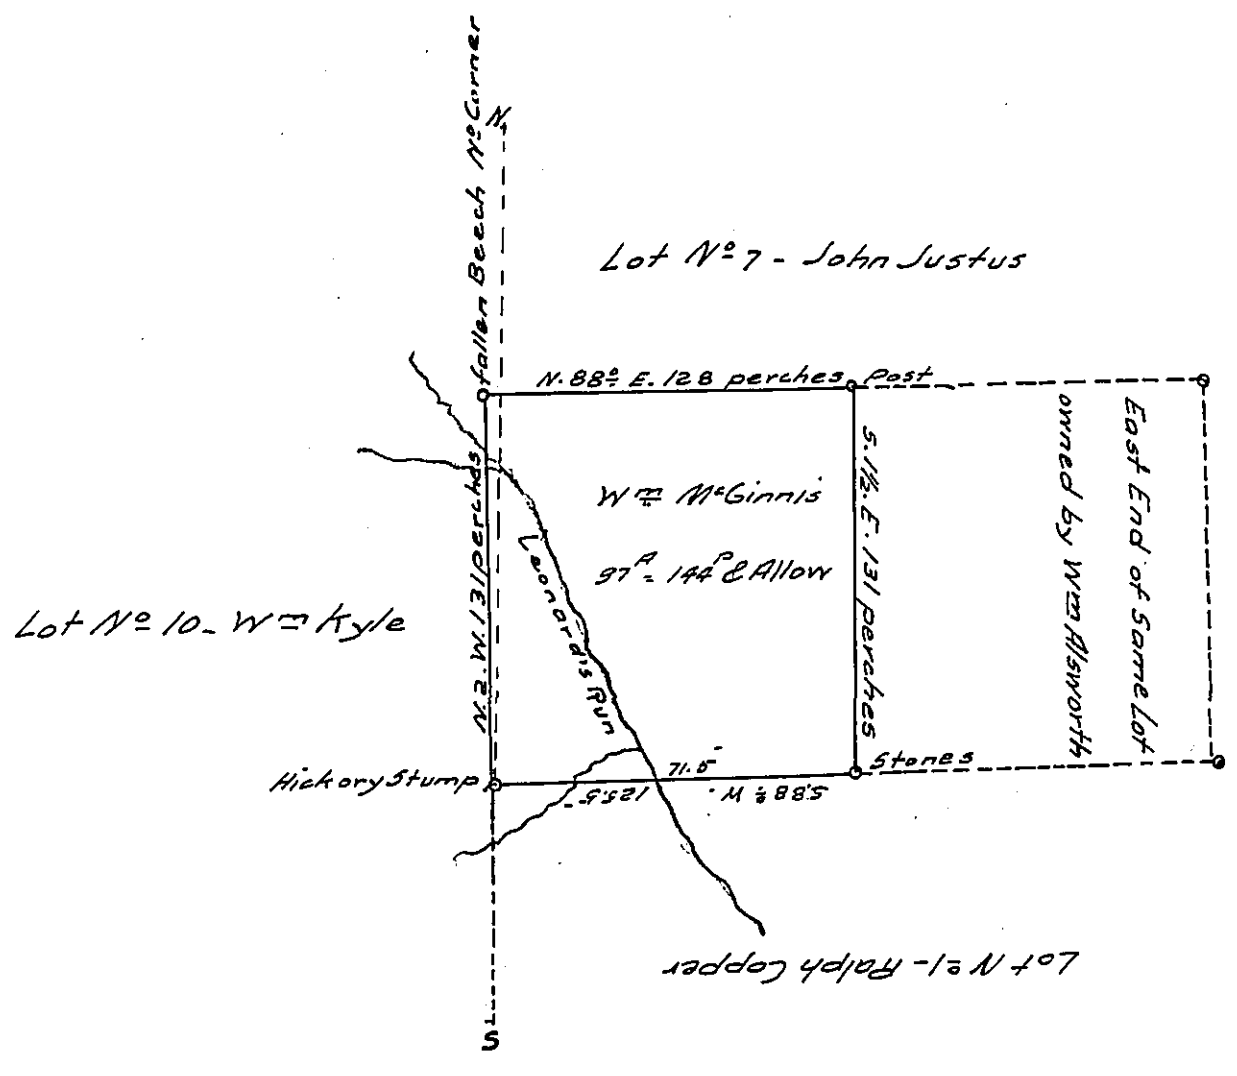 fallen Beech Nº Corner
N.
Lot Nº 7 - John Justus
N. 88º E. 128 perches
Post
East End of Same Lot
owned by Wm Alsworth
S. 1½. E. 131 perches
N. 2. W. 131 perches
Wm McGinnis
97A - 144P & Allow
Leonard's Run
Lot Nº 10 - Wm Kyle
Hickory Stump
71.5
Stones
S. 88º W. 125.5
Lot Nº 1 - Ralph Copper
S